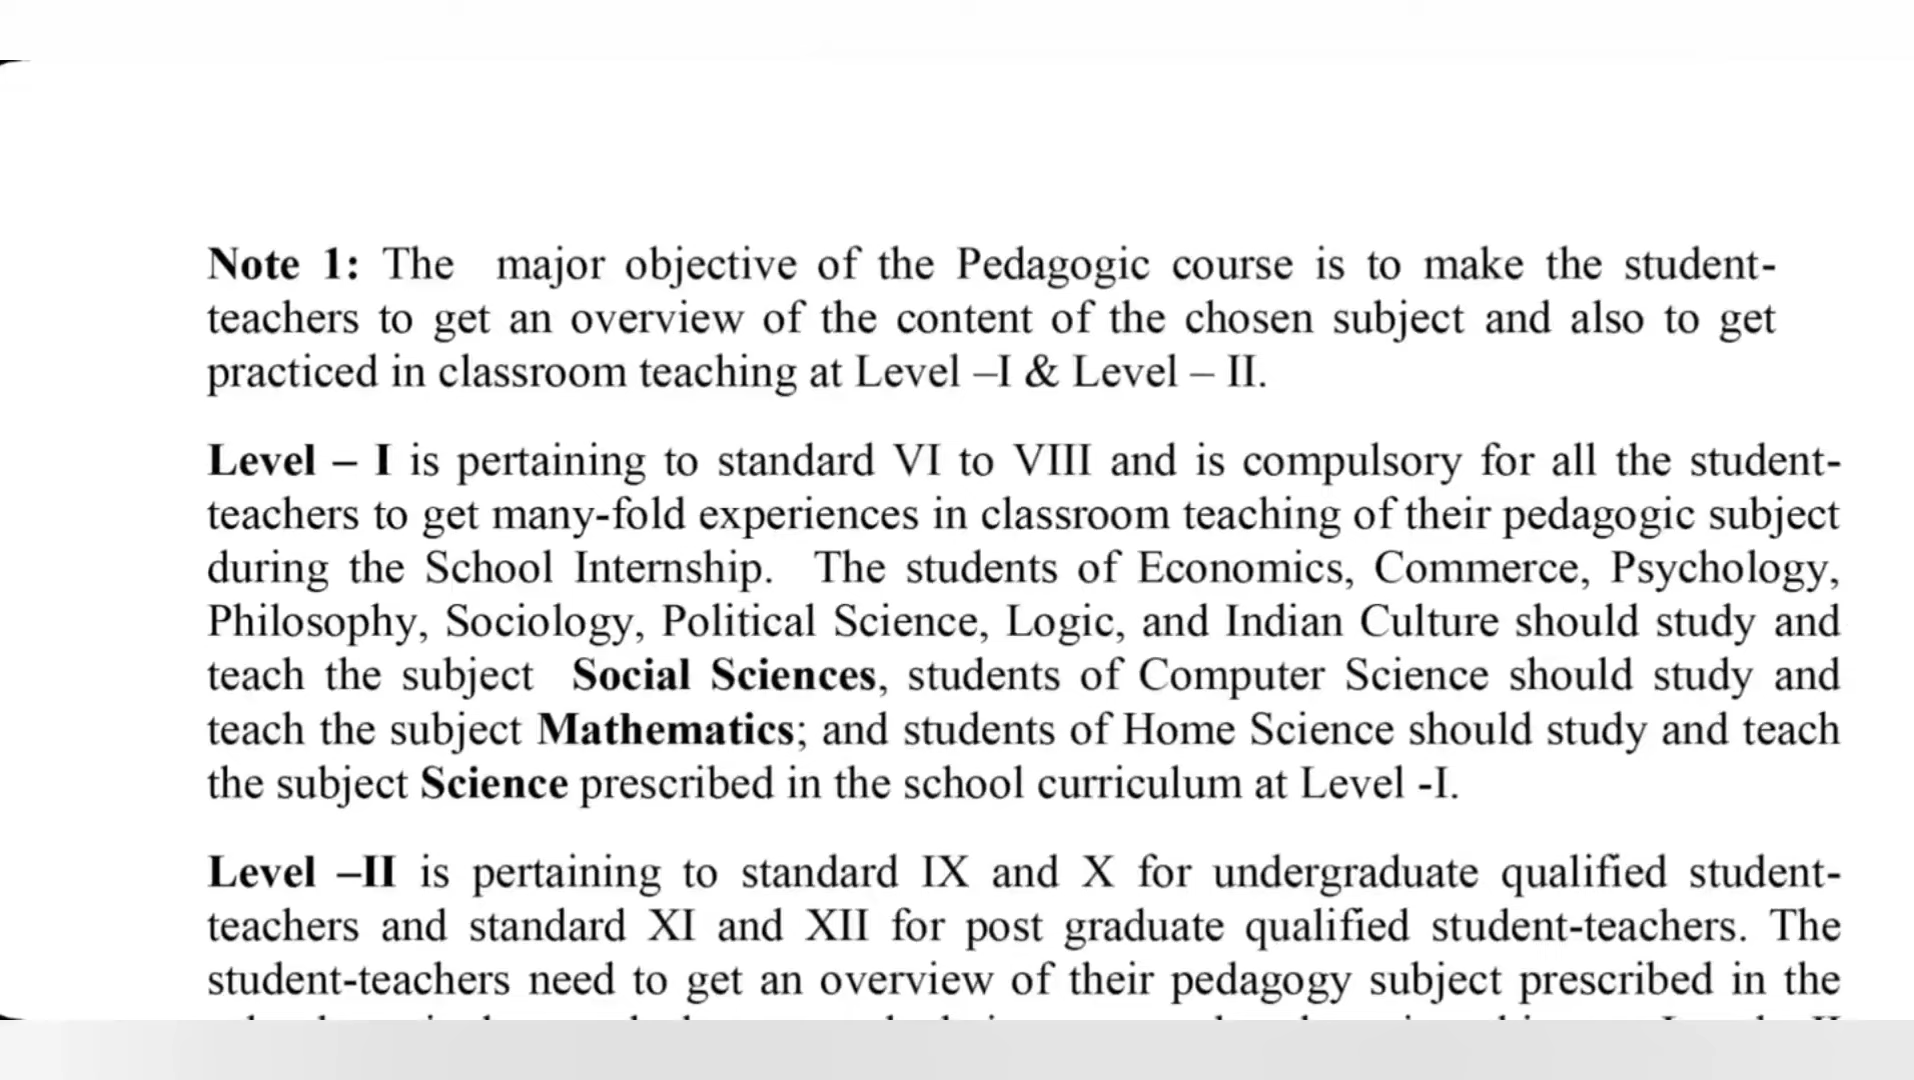 Note 1: The major objective of the Pedagogic course is to make the student-
teachers to get an overview of the content of the chosen subject and also to get
practiced in classroom teaching at Level –I & Level – II.
Level – I is pertaining to standard VI to VIII and is compulsory for all the student-
teachers to get many-fold experiences in classroom teaching of their pedagogic subject
during the School Internship. The students of Economics, Commerce, Psychology,
Philosophy, Sociology, Political Science, Logic, and Indian Culture should study and
teach the subject Social Sciences, students of Computer Science should study and
teach the subject Mathematics; and students of Home Science should study and teach
the subject Science prescribed in the school curriculum at Level -I.
Level –II is pertaining to standard IX and X for undergraduate qualified student-
teachers and standard XI and XII for post graduate qualified student-teachers. The
student-teachers need to get an overview of their pedagogy subject prescribed in the